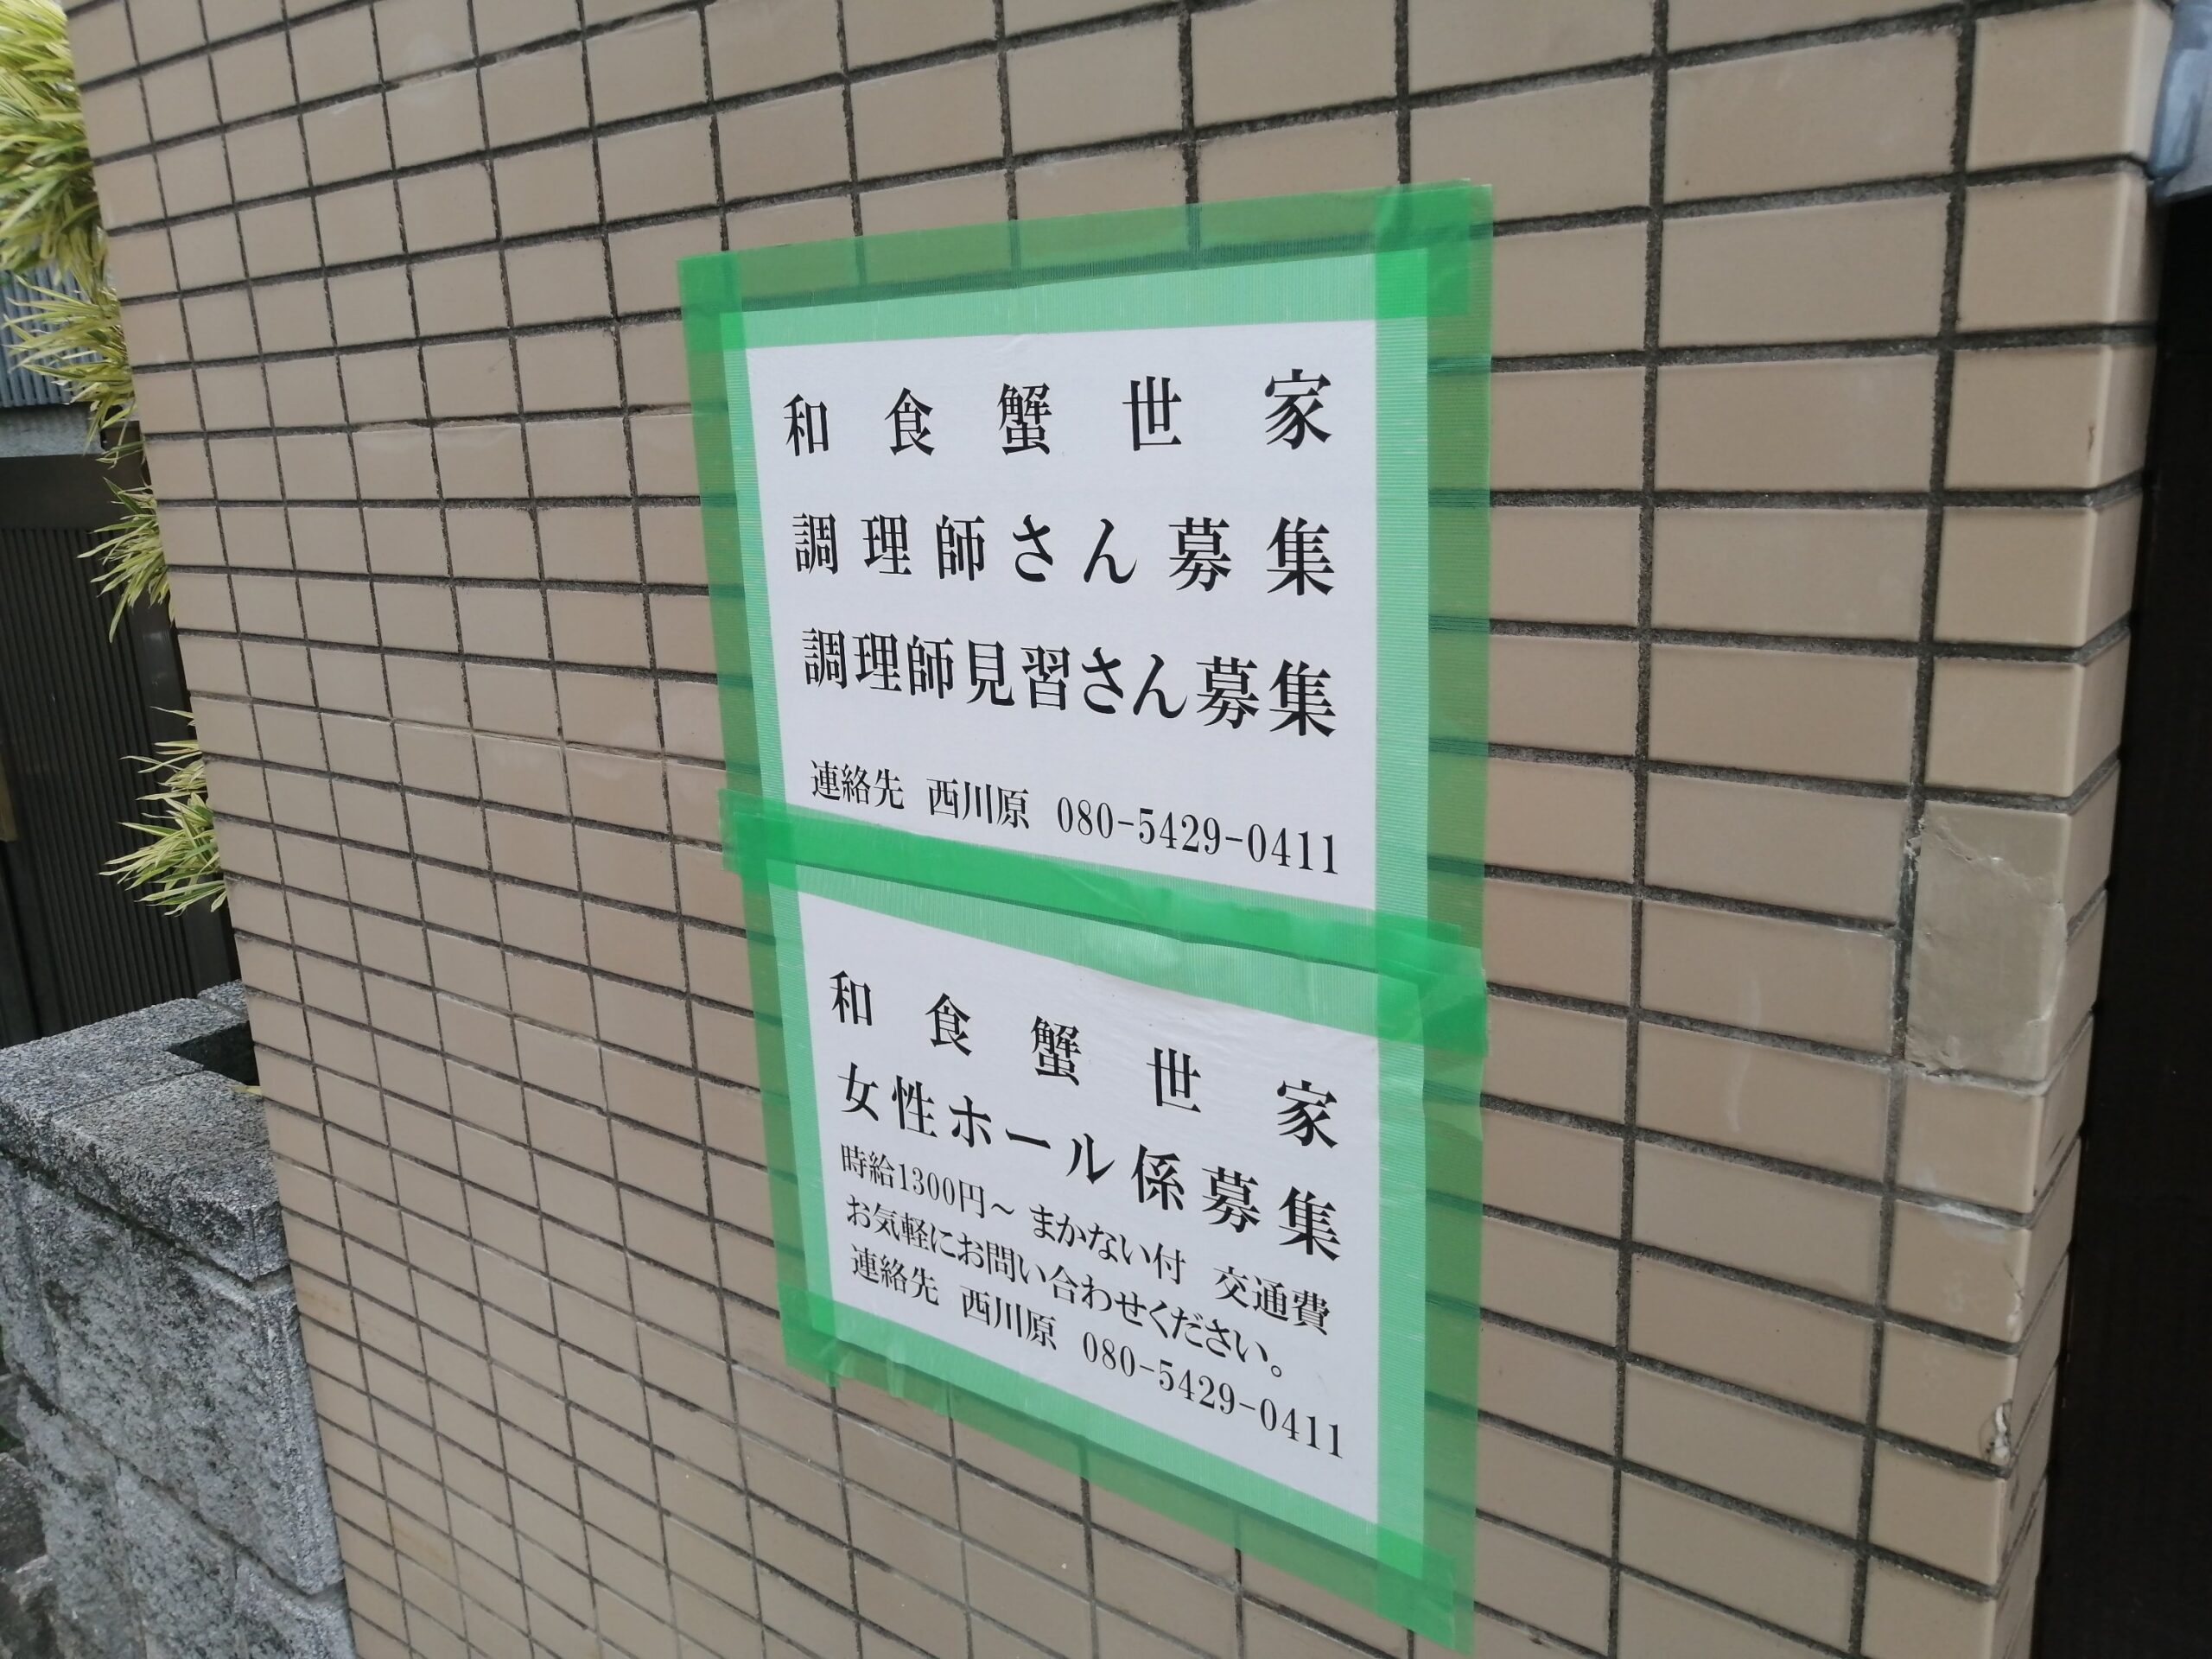 和食蟹世家
調理師さん募集
調理師見習さん募集
連絡先 西川原 080-5429-0411
和食蟹世家
女性ホール係募集
時給1300円～ まかない付 交通費
お気軽にお問い合わせください。
連絡先 西川原 080-5429-0411